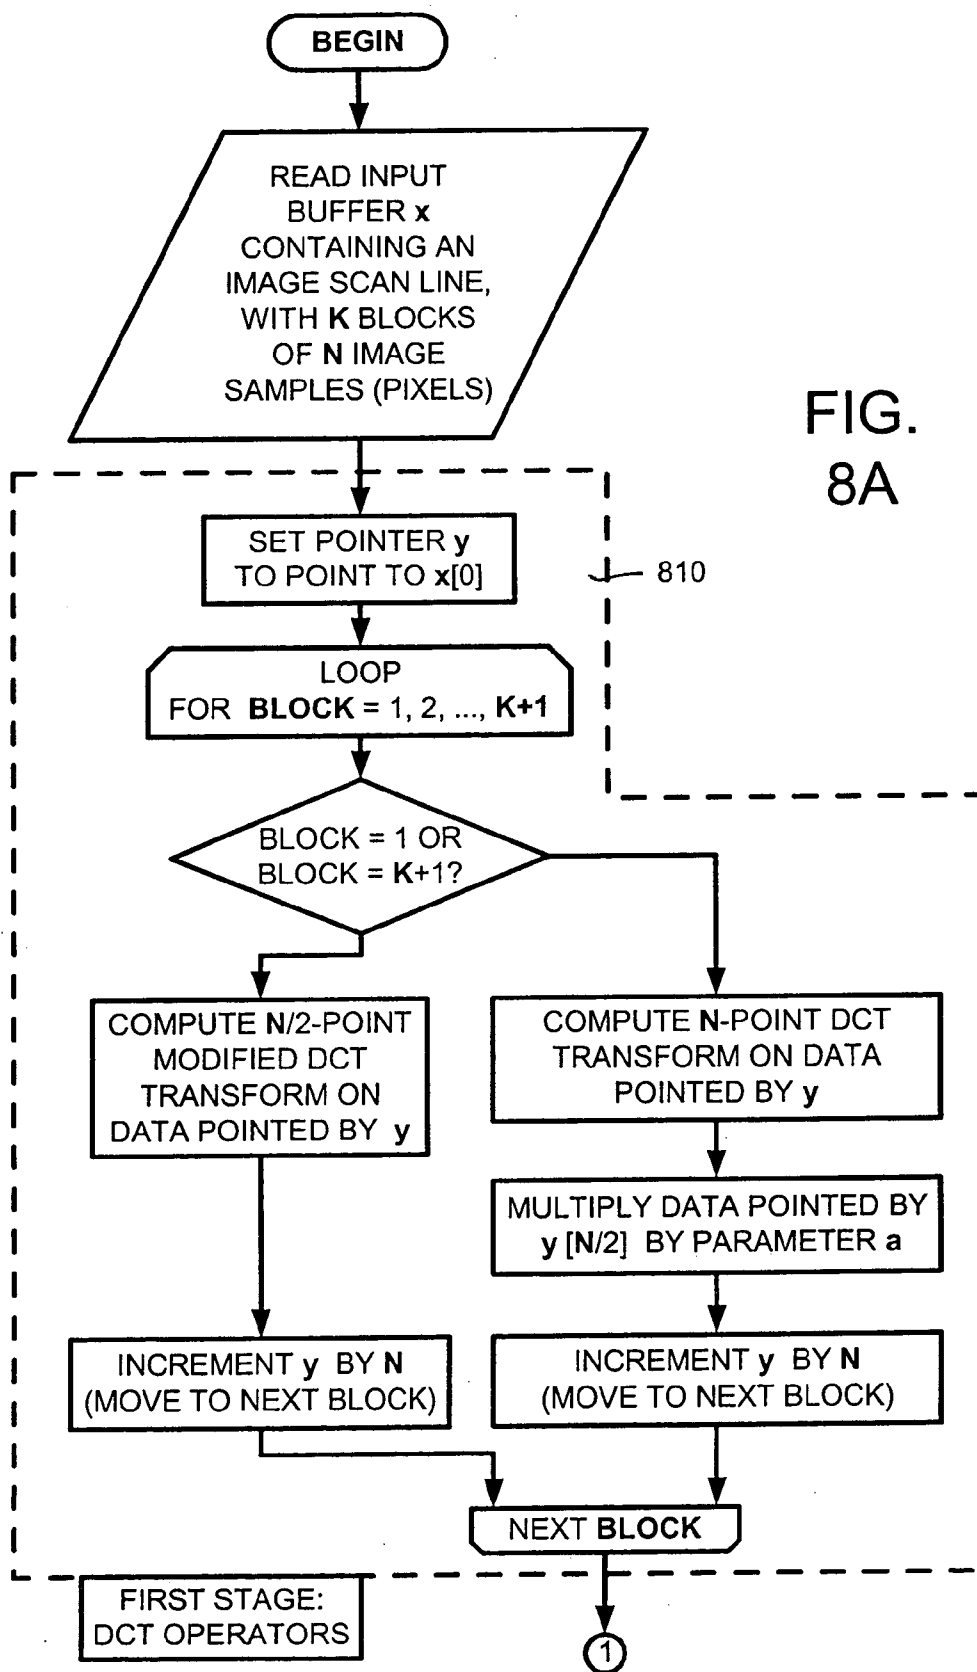 BEGIN
READ INPUT
BUFFER x
CONTAINING AN
IMAGE SCAN LINE,
WITH K BLOCKS
OF N IMAGE
SAMPLES (PIXELS)
FIG.
8A
SET POINTER y
TO POINT TO x[0]
810
LOOP
FOR BLOCK = 1, 2, ..., K+1
BLOCK = 1 OR
BLOCK = K+1?
COMPUTE N/2-POINT
MODIFIED DCT
TRANSFORM ON
DATA POINTED BY y
COMPUTE N-POINT DCT
TRANSFORM ON DATA
POINTED BY y
MULTIPLY DATA POINTED BY
y [N/2] BY PARAMETER a
INCREMENT y BY N
(MOVE TO NEXT BLOCK)
INCREMENT y BY N
(MOVE TO NEXT BLOCK)
NEXT BLOCK
FIRST STAGE:
DCT OPERATORS
1